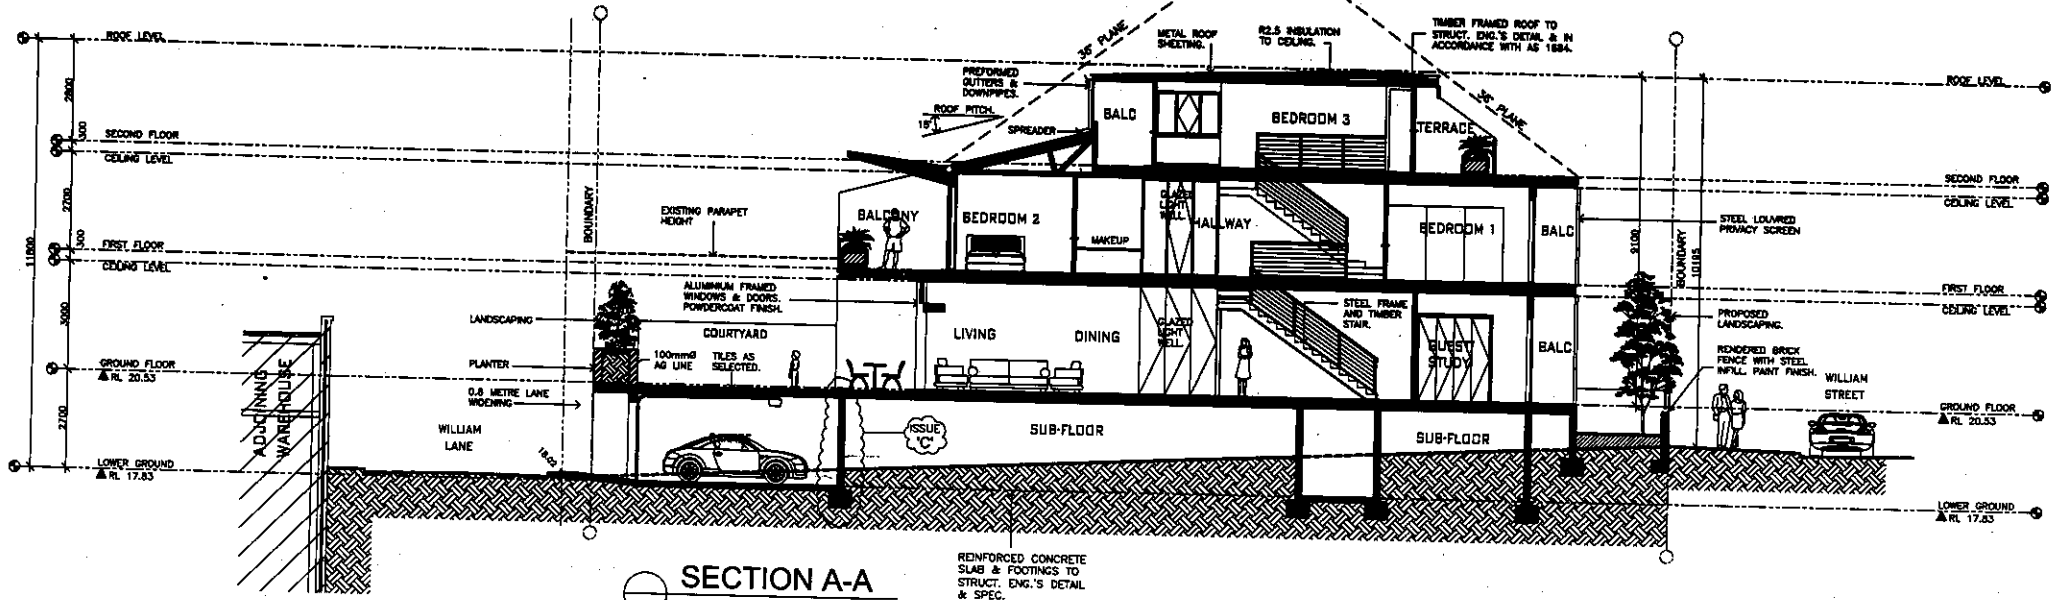 36° PLANE
METAL ROOF
SHEETING.
R2.5 INSULATION
TO CEILING.
TIMBER FRAMED ROOF TO
STRUCT. ENG.'S DETAIL & IN
ACCORDANCE WITH AS 1684.
ROOF LEVEL
PREFORMED
GUTTERS &
DOWNPIPES.
ROOF LEVEL
2800
ROOF PITCH.
15°
SPREADER
BALC
BEDROOM 3
TERRACE
36° PLANE
300
SECOND FLOOR
CEILING LEVEL
SECOND FLOOR
CEILING LEVEL
2700
BOUNDARY
EXISTING PARAPET
HEIGHT
BALCONY
BEDROOM 2
MAKEUP
GLAZED
LIGHT
WELL
HALLWAY
BEDROOM 1
BALC
STEEL LOUVRED
PRIVACY SCREEN
9100
BOUNDARY
10195
11800
300
FIRST FLOOR
CEILING LEVEL
FIRST FLOOR
CEILING LEVEL
ALUMINIUM FRAMED
WINDOWS & DOORS.
POWDERCOAT FINISH.
3000
LANDSCAPING
COURTYARD
LIVING
DINING
GLAZED
LIGHT
WELL
STEEL FRAME
AND TIMBER
STAIR.
PROPOSED
LANDSCAPING.
100mmØ
AG LINE
TILES AS
SELECTED.
GUEST
STUDY
BALC
RENDERED BRICK
FENCE WITH STEEL
INFILL. PAINT FINISH.
GROUND FLOOR
RL 20.53
PLANTER
0.8 METRE LANE
WIDENING
WILLIAM
STREET
GROUND FLOOR
RL 20.53
2700
ADJOINING
WAREHOUSE
WILLIAM
LANE
ISSUE
'C'
SUB-FLOOR
SUB-FLOOR
18.02
LOWER GROUND
RL 17.83
LOWER GROUND
RL 17.83
REINFORCED CONCRETE
SLAB & FOOTINGS TO
STRUCT. ENG.'S DETAIL
& SPEC.
SECTION A-A